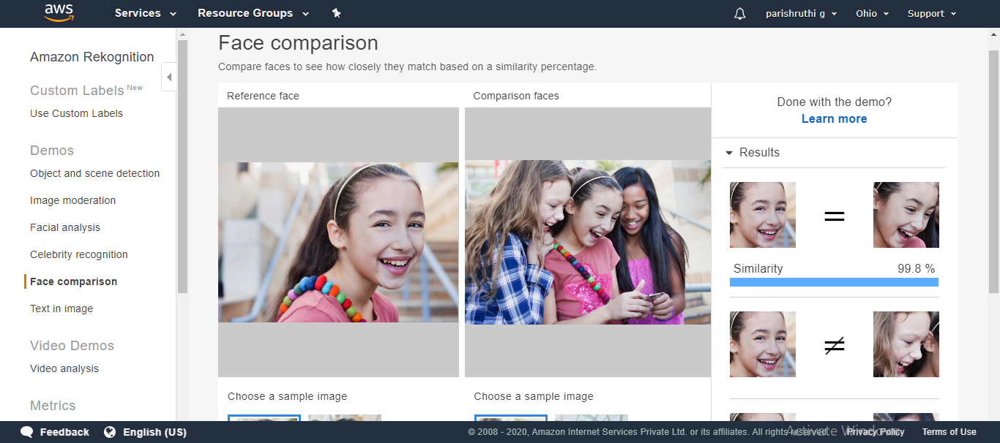 aws
Services
Resource Groups
parishruthi g
Ohio
Support
Amazon Rekognition
Custom Labels New
Use Custom Labels
Demos
Object and scene detection
Image moderation
Facial analysis
Celebrity recognition
Face comparison
Text in image
Video Demos
Video analysis
Metrics
Face comparison
Compare faces to see how closely they match based on a similarity percentage.
Reference face
Comparison faces
Choose a sample image
Choose a sample image
Done with the demo?
Learn more
Results
=
Similarity 99.8 %
≠
Feedback
English (US)
© 2008 - 2020, Amazon Internet Services Private Ltd. or its affiliates. All rights reserved.
Activate Windows
Privacy Policy
Terms of Use